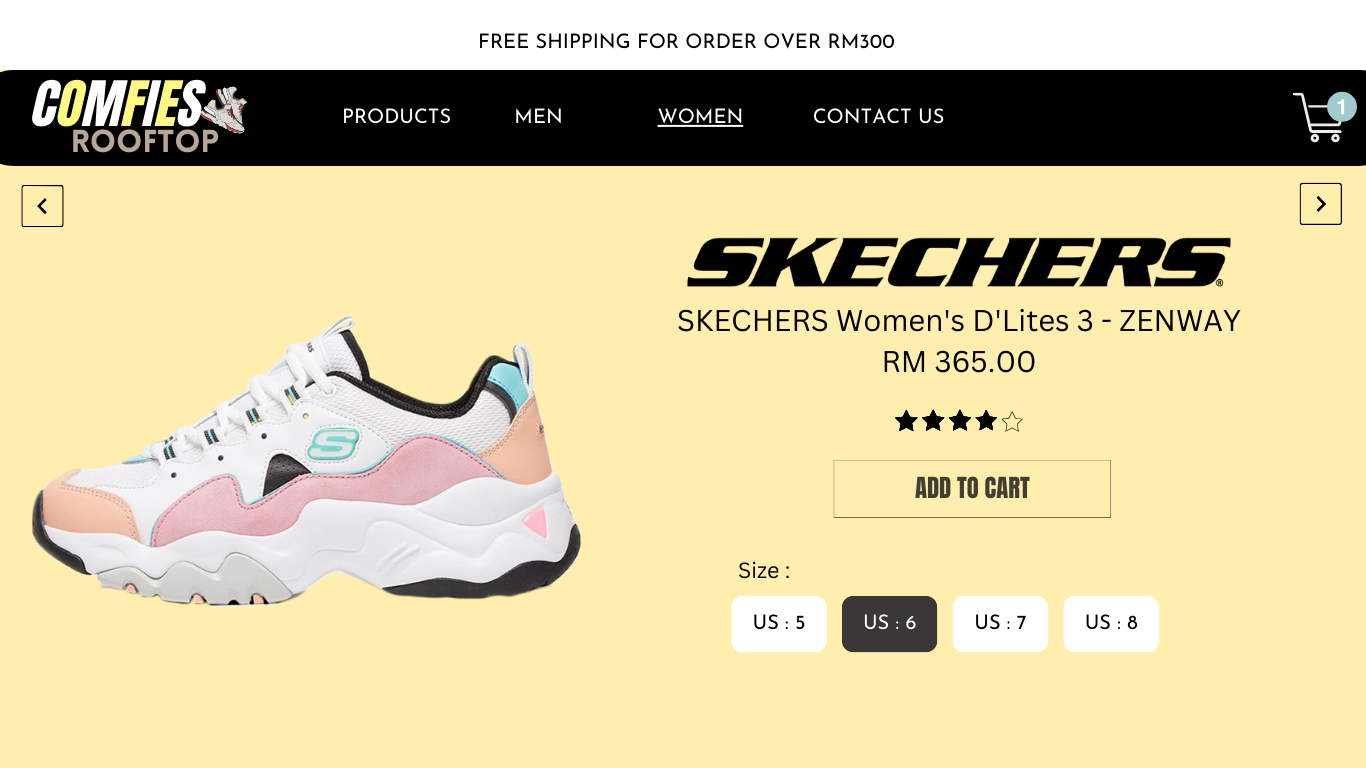 FREE SHIPPING FOR ORDER OVER RM300
COMFIES
ROOFTOP
PRODUCTS MEN WOMEN CONTACT US
1
SKECHERS®
SKECHERS Women's D'Lites 3 - ZENWAY
RM 365.00
S
ADD TO CART
Size :
US : 5 US : 6 US : 7 US : 8